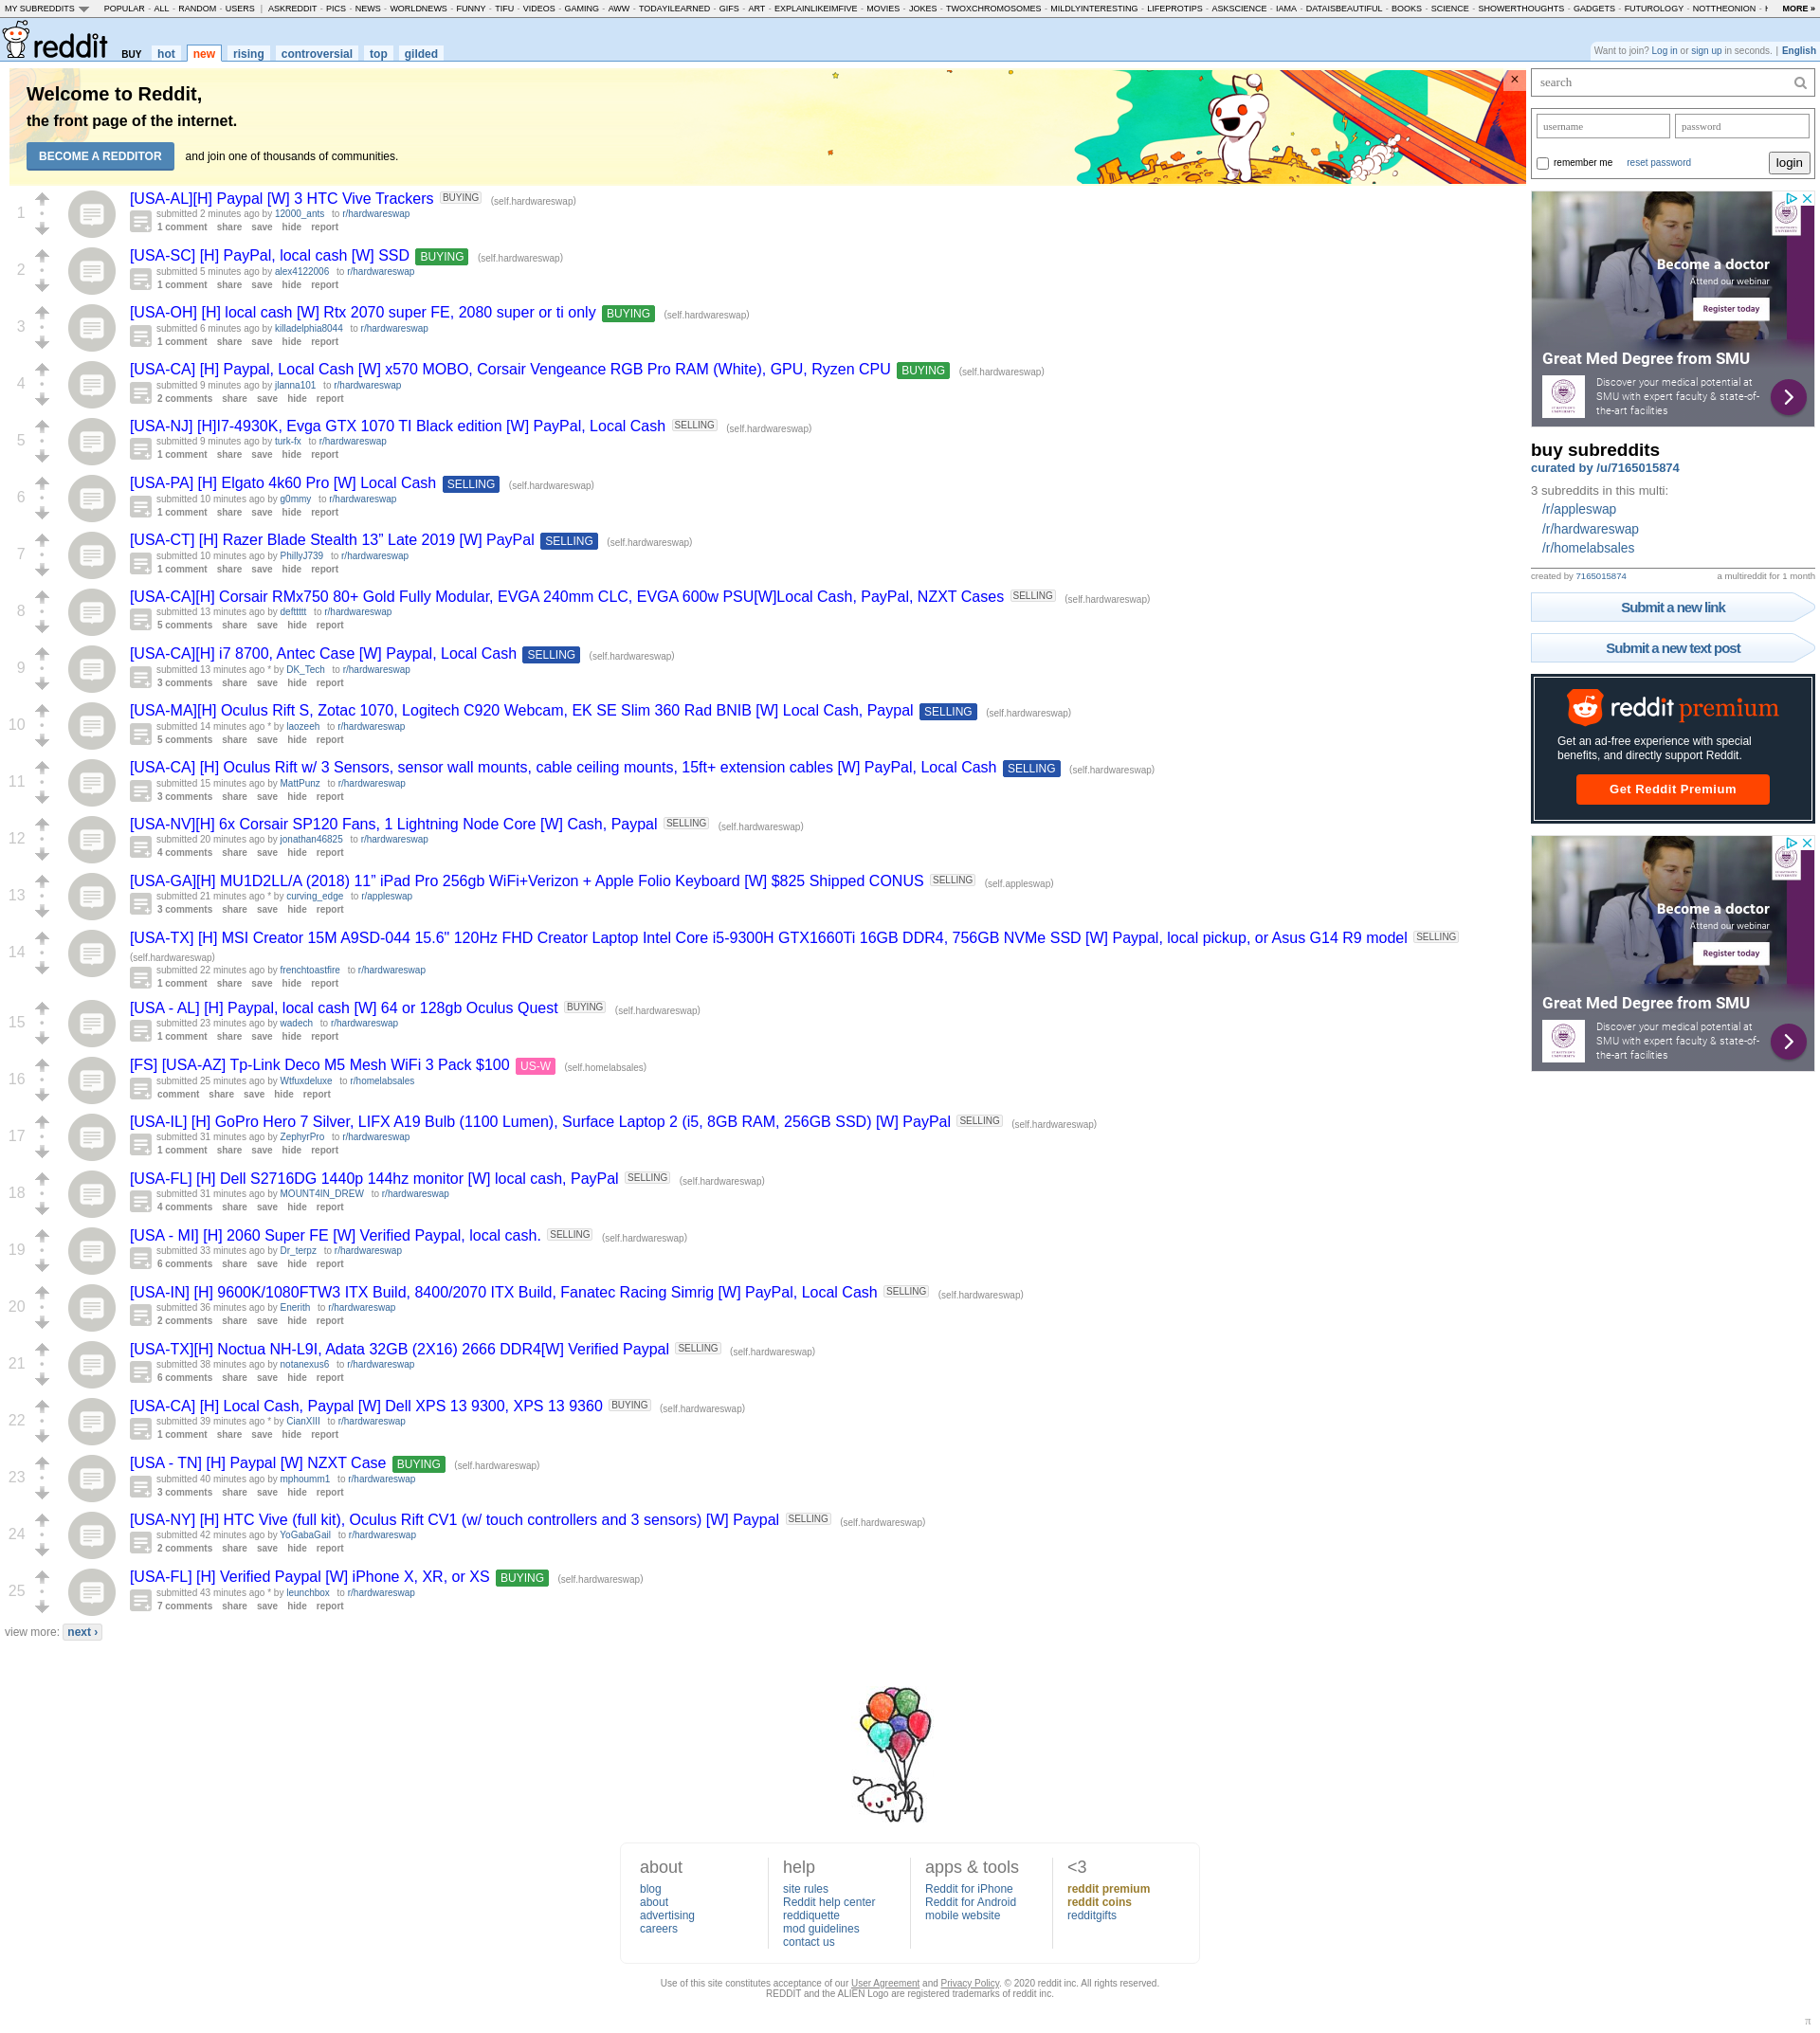 MY SUBREDDITS POPULAR - ALL - RANDOM - USERS | ASKREDDIT - PICS - NEWS - WORLDNEWS - FUNNY - TIFU - VIDEOS - GAMING - AWW - TODAYILEARNED - GIFS - ART - EXPLAINLIKEIMFIVE - MOVIES - JOKES - TWOXCHROMOSOMES - MILDLYINTERESTING - LIFEPROTIPS - ASKSCIENCE - IAMA - DATAISBEAUTIFUL - BOOKS - SCIENCE - SHOWERTHOUGHTS - GADGETS - FUTUROLOGY - NOTTHEONION - MORE »
reddit BUY hot new rising controversial top gilded
Want to join? Log in or sign up in seconds. | English
Welcome to Reddit,
the front page of the internet.
BECOME A REDDITOR and join one of thousands of communities.
×
1
[USA-AL][H] Paypal [W] 3 HTC Vive Trackers BUYING (self.hardwareswap)
submitted 2 minutes ago by 12000_ants to r/hardwareswap
1 comment share save hide report
2
[USA-SC] [H] PayPal, local cash [W] SSD BUYING (self.hardwareswap)
submitted 5 minutes ago by alex4122006 to r/hardwareswap
1 comment share save hide report
3
[USA-OH] [H] local cash [W] Rtx 2070 super FE, 2080 super or ti only BUYING (self.hardwareswap)
submitted 6 minutes ago by killadelphia8044 to r/hardwareswap
1 comment share save hide report
4
[USA-CA] [H] Paypal, Local Cash [W] x570 MOBO, Corsair Vengeance RGB Pro RAM (White), GPU, Ryzen CPU BUYING (self.hardwareswap)
submitted 9 minutes ago by jlanna101 to r/hardwareswap
2 comments share save hide report
5
[USA-NJ] [H]I7-4930K, Evga GTX 1070 TI Black edition [W] PayPal, Local Cash SELLING (self.hardwareswap)
submitted 9 minutes ago by turk-fx to r/hardwareswap
1 comment share save hide report
6
[USA-PA] [H] Elgato 4k60 Pro [W] Local Cash SELLING (self.hardwareswap)
submitted 10 minutes ago by g0mmy to r/hardwareswap
1 comment share save hide report
7
[USA-CT] [H] Razer Blade Stealth 13” Late 2019 [W] PayPal SELLING (self.hardwareswap)
submitted 10 minutes ago by PhillyJ739 to r/hardwareswap
1 comment share save hide report
8
[USA-CA][H] Corsair RMx750 80+ Gold Fully Modular, EVGA 240mm CLC, EVGA 600w PSU[W]Local Cash, PayPal, NZXT Cases SELLING (self.hardwareswap)
submitted 13 minutes ago by defttttt to r/hardwareswap
5 comments share save hide report
9
[USA-CA][H] i7 8700, Antec Case [W] Paypal, Local Cash SELLING (self.hardwareswap)
submitted 13 minutes ago * by DK_Tech to r/hardwareswap
3 comments share save hide report
10
[USA-MA][H] Oculus Rift S, Zotac 1070, Logitech C920 Webcam, EK SE Slim 360 Rad BNIB [W] Local Cash, Paypal SELLING (self.hardwareswap)
submitted 14 minutes ago * by laozeeh to r/hardwareswap
5 comments share save hide report
11
[USA-CA] [H] Oculus Rift w/ 3 Sensors, sensor wall mounts, cable ceiling mounts, 15ft+ extension cables [W] PayPal, Local Cash SELLING (self.hardwareswap)
submitted 15 minutes ago by MattPunz to r/hardwareswap
3 comments share save hide report
12
[USA-NV][H] 6x Corsair SP120 Fans, 1 Lightning Node Core [W] Cash, Paypal SELLING (self.hardwareswap)
submitted 20 minutes ago by jonathan46825 to r/hardwareswap
4 comments share save hide report
13
[USA-GA][H] MU1D2LL/A (2018) 11” iPad Pro 256gb WiFi+Verizon + Apple Folio Keyboard [W] $825 Shipped CONUS SELLING (self.appleswap)
submitted 21 minutes ago * by curving_edge to r/appleswap
3 comments share save hide report
14
[USA-TX] [H] MSI Creator 15M A9SD-044 15.6" 120Hz FHD Creator Laptop Intel Core i5-9300H GTX1660Ti 16GB DDR4, 756GB NVMe SSD [W] Paypal, local pickup, or Asus G14 R9 model SELLING
(self.hardwareswap)
submitted 22 minutes ago by frenchtoastfire to r/hardwareswap
1 comment share save hide report
15
[USA - AL] [H] Paypal, local cash [W] 64 or 128gb Oculus Quest BUYING (self.hardwareswap)
submitted 23 minutes ago by wadech to r/hardwareswap
1 comment share save hide report
16
[FS] [USA-AZ] Tp-Link Deco M5 Mesh WiFi 3 Pack $100 US-W (self.homelabsales)
submitted 25 minutes ago by Wtfuxdeluxe to r/homelabsales
comment share save hide report
17
[USA-IL] [H] GoPro Hero 7 Silver, LIFX A19 Bulb (1100 Lumen), Surface Laptop 2 (i5, 8GB RAM, 256GB SSD) [W] PayPal SELLING (self.hardwareswap)
submitted 31 minutes ago by ZephyrPro to r/hardwareswap
1 comment share save hide report
18
[USA-FL] [H] Dell S2716DG 1440p 144hz monitor [W] local cash, PayPal SELLING (self.hardwareswap)
submitted 31 minutes ago by MOUNT4IN_DREW to r/hardwareswap
4 comments share save hide report
19
[USA - MI] [H] 2060 Super FE [W] Verified Paypal, local cash. SELLING (self.hardwareswap)
submitted 33 minutes ago by Dr_terpz to r/hardwareswap
6 comments share save hide report
20
[USA-IN] [H] 9600K/1080FTW3 ITX Build, 8400/2070 ITX Build, Fanatec Racing Simrig [W] PayPal, Local Cash SELLING (self.hardwareswap)
submitted 36 minutes ago by Enerith to r/hardwareswap
2 comments share save hide report
21
[USA-TX][H] Noctua NH-L9I, Adata 32GB (2X16) 2666 DDR4[W] Verified Paypal SELLING (self.hardwareswap)
submitted 38 minutes ago by notanexus6 to r/hardwareswap
6 comments share save hide report
22
[USA-CA] [H] Local Cash, Paypal [W] Dell XPS 13 9300, XPS 13 9360 BUYING (self.hardwareswap)
submitted 39 minutes ago * by CianXIII to r/hardwareswap
1 comment share save hide report
23
[USA - TN] [H] Paypal [W] NZXT Case BUYING (self.hardwareswap)
submitted 40 minutes ago by mphoumm1 to r/hardwareswap
3 comments share save hide report
24
[USA-NY] [H] HTC Vive (full kit), Oculus Rift CV1 (w/ touch controllers and 3 sensors) [W] Paypal SELLING (self.hardwareswap)
submitted 42 minutes ago by YoGabaGail to r/hardwareswap
2 comments share save hide report
25
[USA-FL] [H] Verified Paypal [W] iPhone X, XR, or XS BUYING (self.hardwareswap)
submitted 43 minutes ago * by leunchbox to r/hardwareswap
7 comments share save hide report
view more: next ›
search
username password
remember me reset password login
Become a doctor
Attend our webinar
Register today
Great Med Degree from SMU
Discover your medical potential at
SMU with expert faculty & state-of-
the-art facilities
buy subreddits
curated by /u/7165015874
3 subreddits in this multi:
/r/appleswap
/r/hardwareswap
/r/homelabsales
created by 7165015874 a multireddit for 1 month
Submit a new link
Submit a new text post
reddit premium
Get an ad-free experience with special
benefits, and directly support Reddit.
Get Reddit Premium
Become a doctor
Attend our webinar
Register today
Great Med Degree from SMU
Discover your medical potential at
SMU with expert faculty & state-of-
the-art facilities
about
blog
about
advertising
careers
help
site rules
Reddit help center
reddiquette
mod guidelines
contact us
apps & tools
Reddit for iPhone
Reddit for Android
mobile website
<3
reddit premium
reddit coins
redditgifts
Use of this site constitutes acceptance of our User Agreement and Privacy Policy. © 2020 reddit inc. All rights reserved.
REDDIT and the ALIEN Logo are registered trademarks of reddit inc.
π